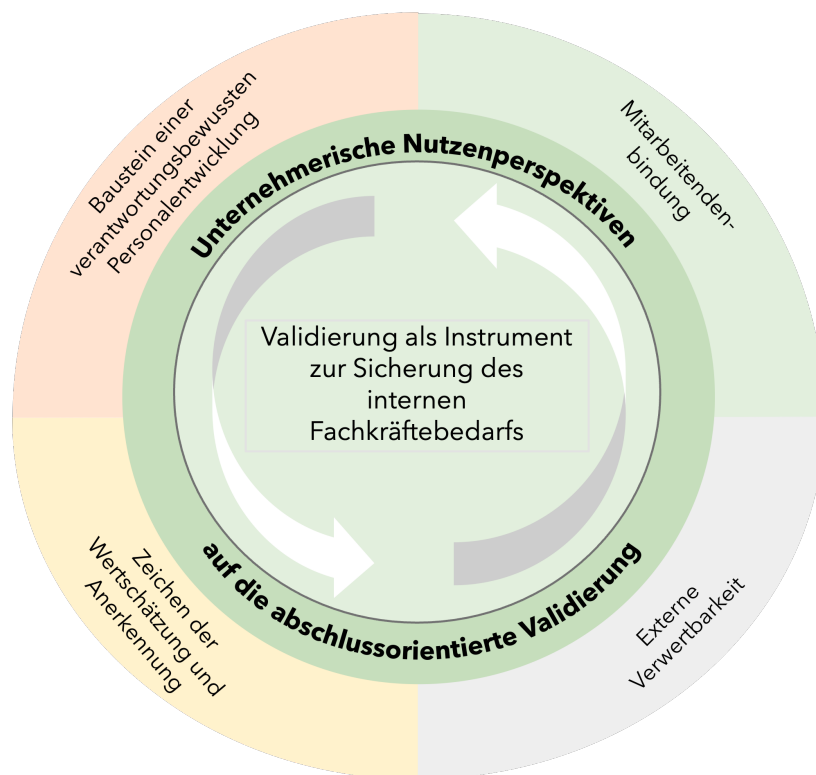 Unternehmerische Nutzenperspektiven
auf die abschlussorientierte Validierung
Validierung als Instrument
zur Sicherung des
internen
Fachkräftebedarfs
Baustein einer
verantwortungsbewussten
Personalentwicklung
Mitarbeitenden-
bindung
Zeichen der
Wertschätzung und
Anerkennung
Externe
Verwertbarkeit